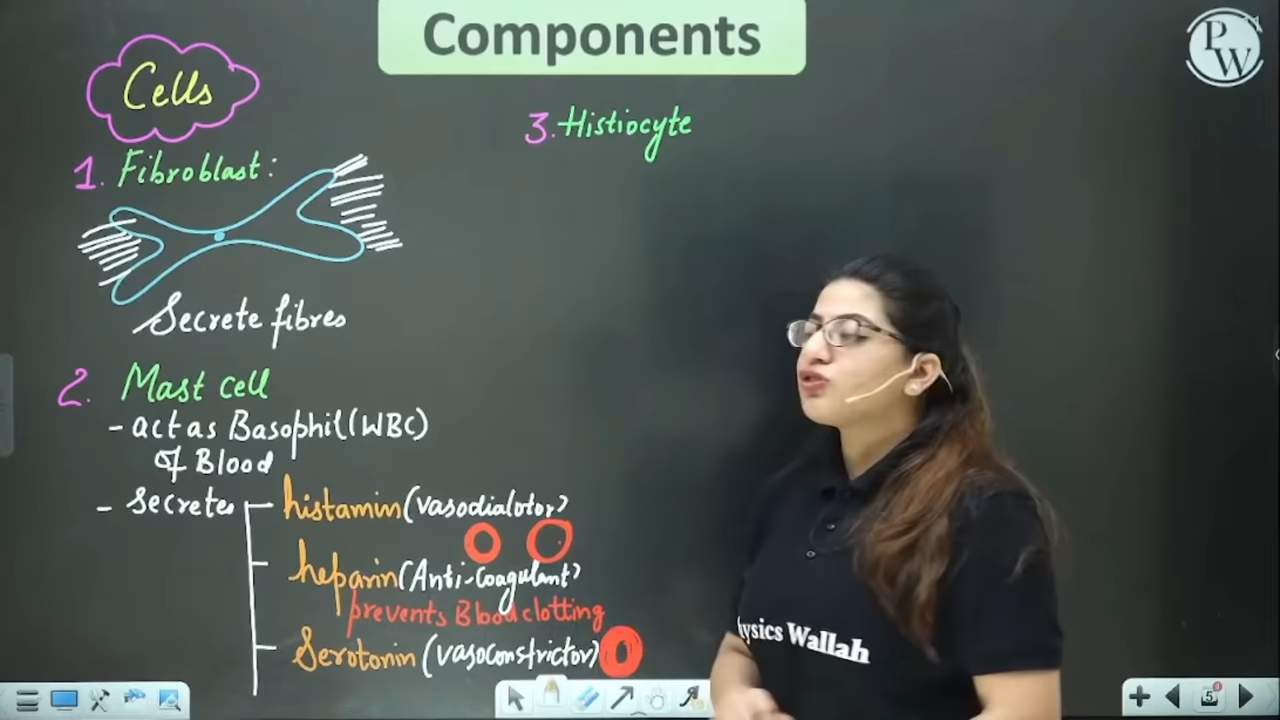 Components
PW
Cells
1. Fibroblast:
Secrete fibres
2. Mast cell
- act as Basophil (WBC)
of Blood
- Secretes
histamin (vasodialotor)
heparin (Anti-Coagulant)
prevents Blood clotting
Serotonin (vasoconstrictor)
3. Histiocyte
ysics Wallah
5